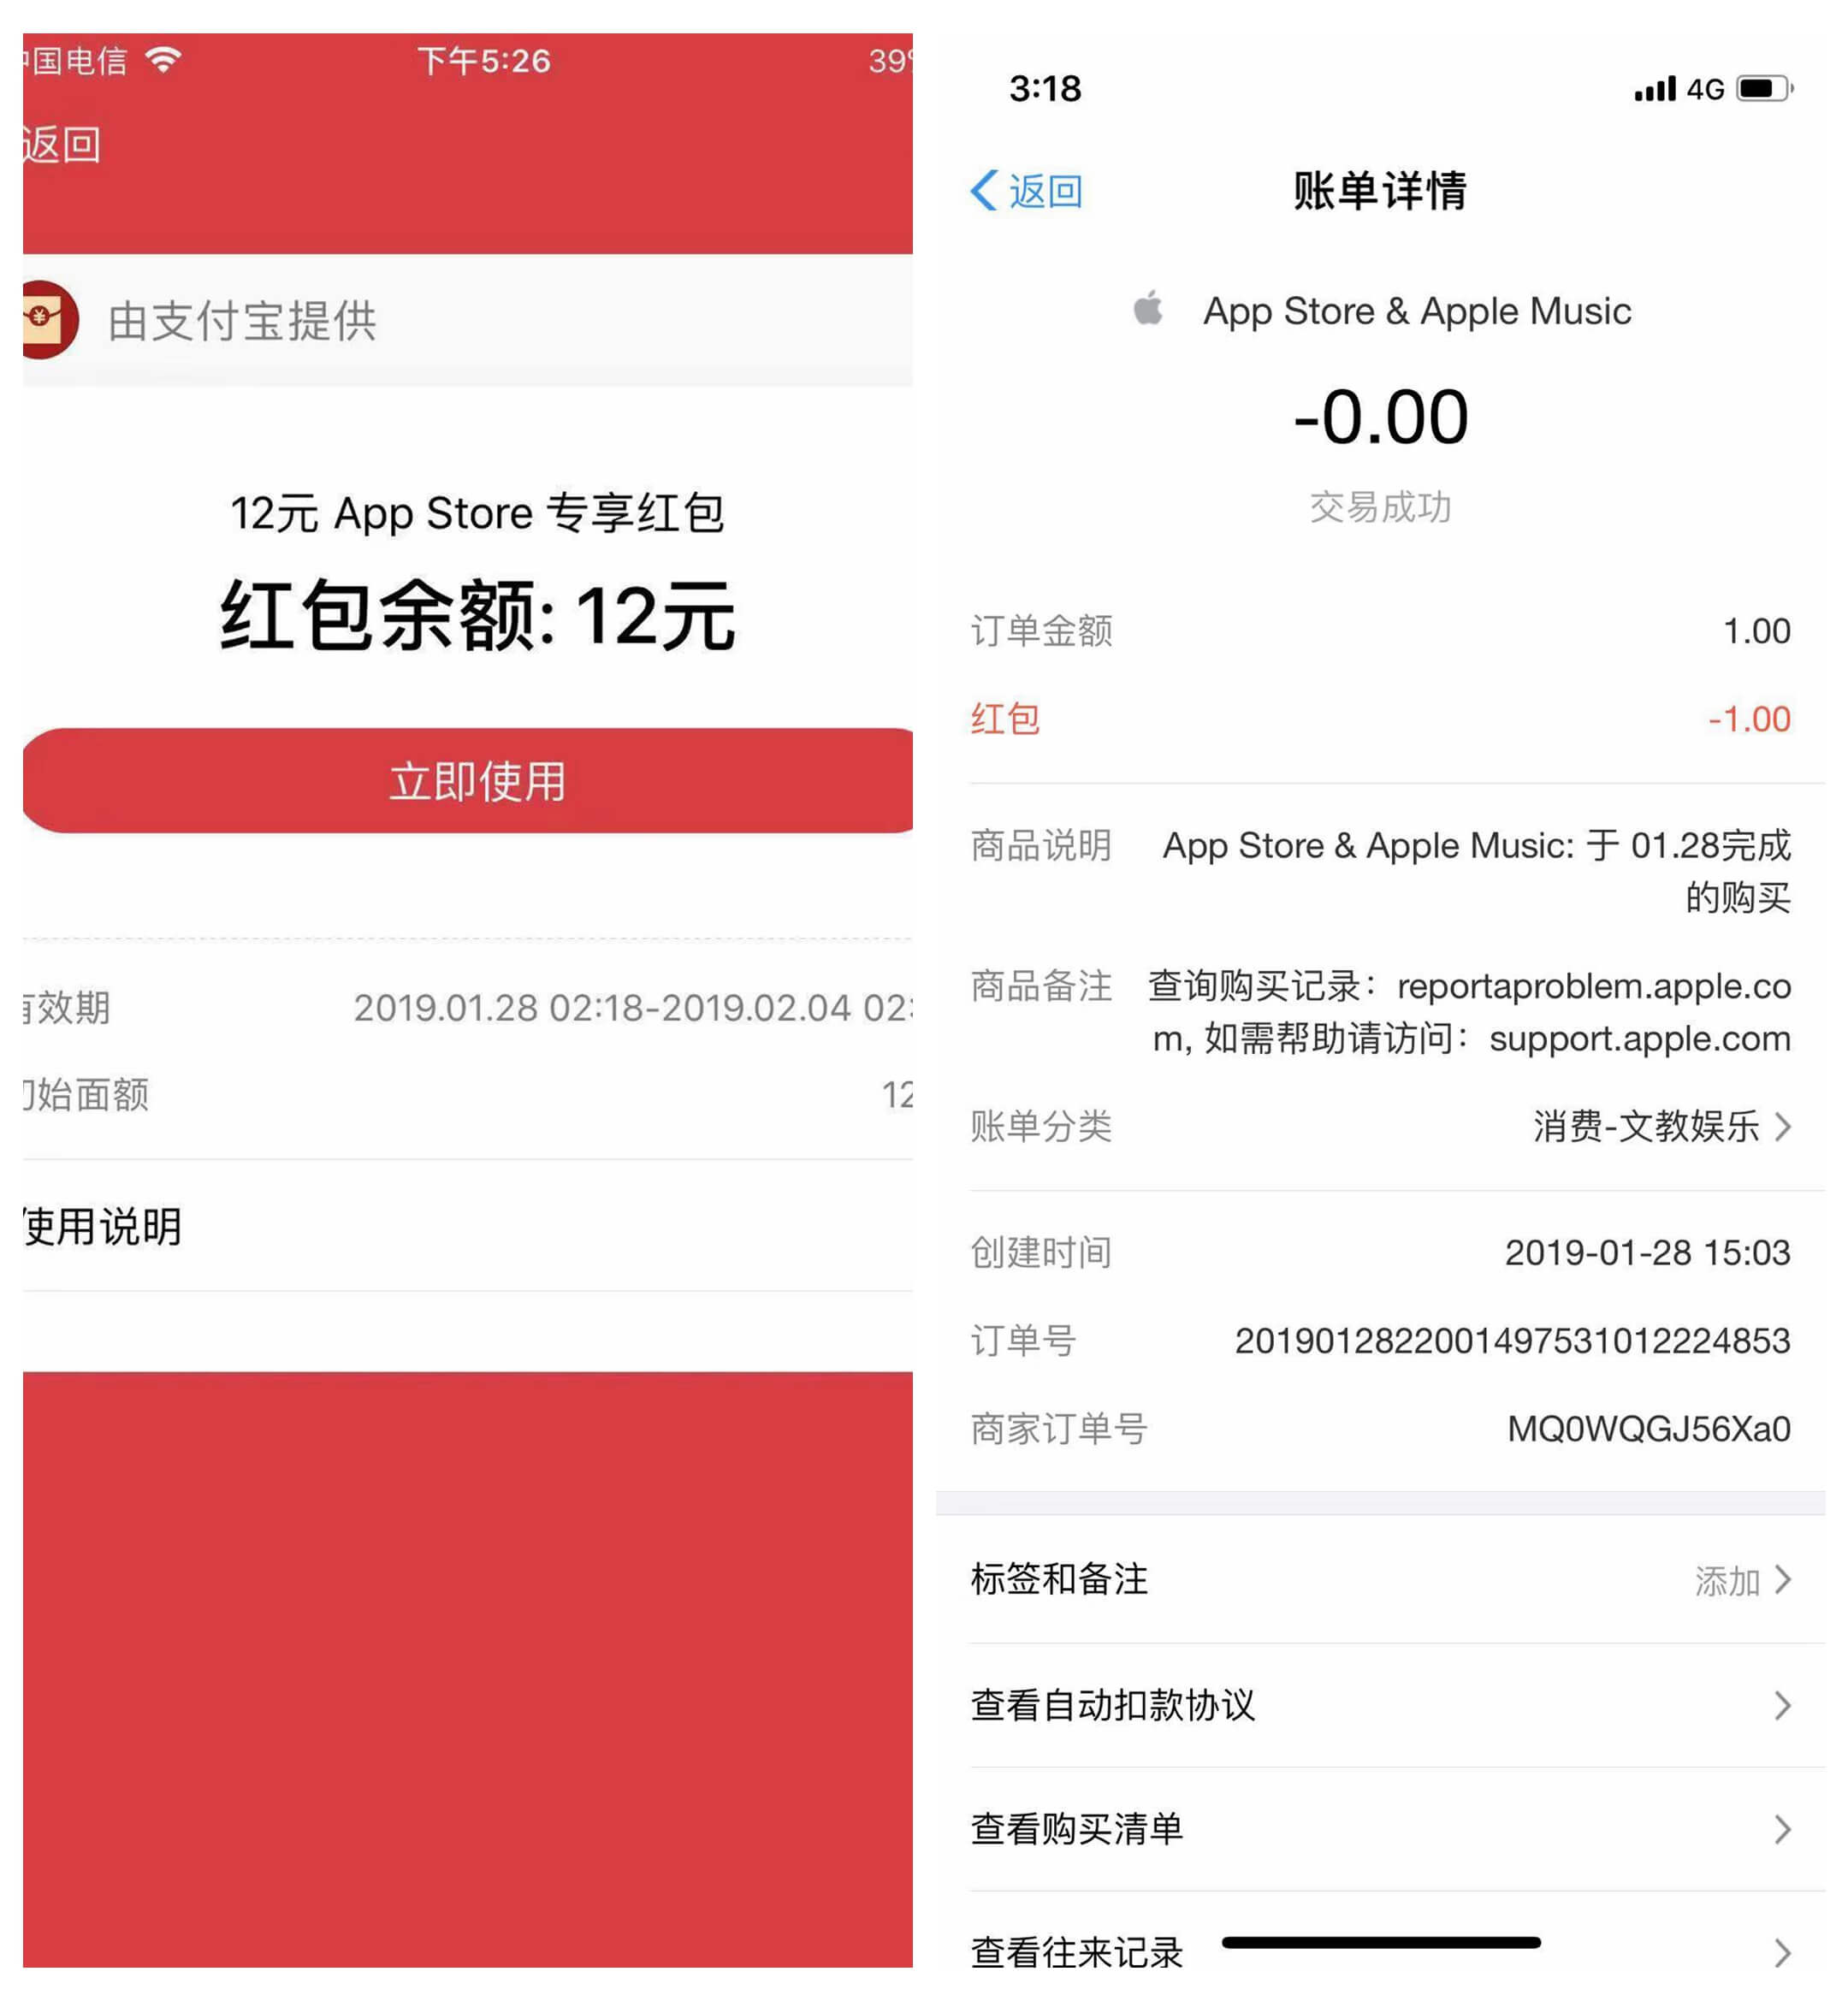 国电信
下午5:26
39
返回
由支付宝提供
12元 App Store 专享红包
红包余额: 12元
立即使用
效期
2019.01.28 02:18-2019.02.04 02:
始面额
12
使用说明
3:18
4G
返回
账单详情
App Store & Apple Music
-0.00
交易成功
订单金额
1.00
红包
-1.00
商品说明
App Store & Apple Music: 于 01.28完成
的购买
商品备注
查询购买记录：reportaproblem.apple.co
m, 如需帮助请访问：support.apple.com
账单分类
消费-文教娱乐
创建时间
2019-01-28 15:03
订单号
2019012822001497531012224853
商家订单号
MQ0WQGJ56Xa0
标签和备注
添加
查看自动扣款协议
查看购买清单
查看往来记录